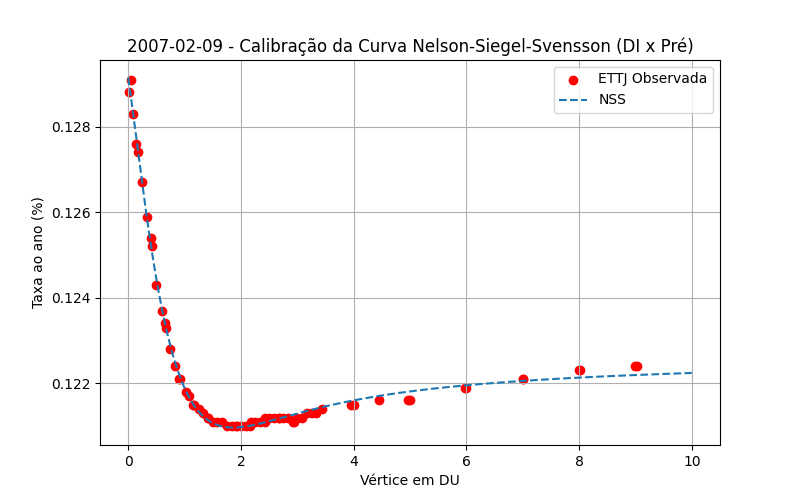 2007-02-09 - Calibração da Curva Nelson-Siegel-Svensson (DI x Pré)
ETTJ Observada
NSS
Taxa ao ano (%)
0.128
0.126
0.124
0.122
0 2 4 6 8 10
Vértice em DU